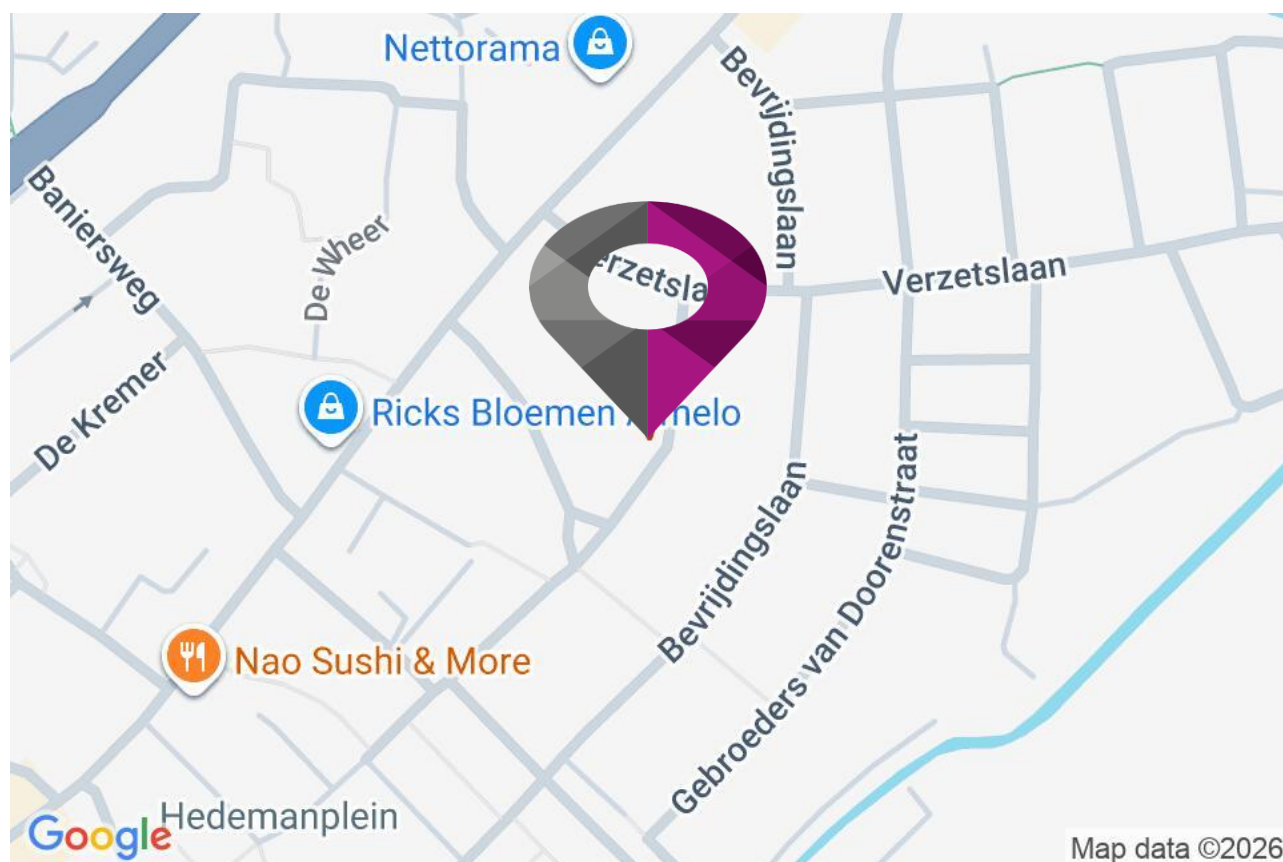 Nettorama
Bevrijdingslaan
Baniersweg
De Wheer
Verzetslaan
De Kremer
Ricks Bloemen
Bevrijdingslaan
Gebroeders van Doorenstraat
Nao Sushi & More
Hedemanplein
Google
Map data ©2026